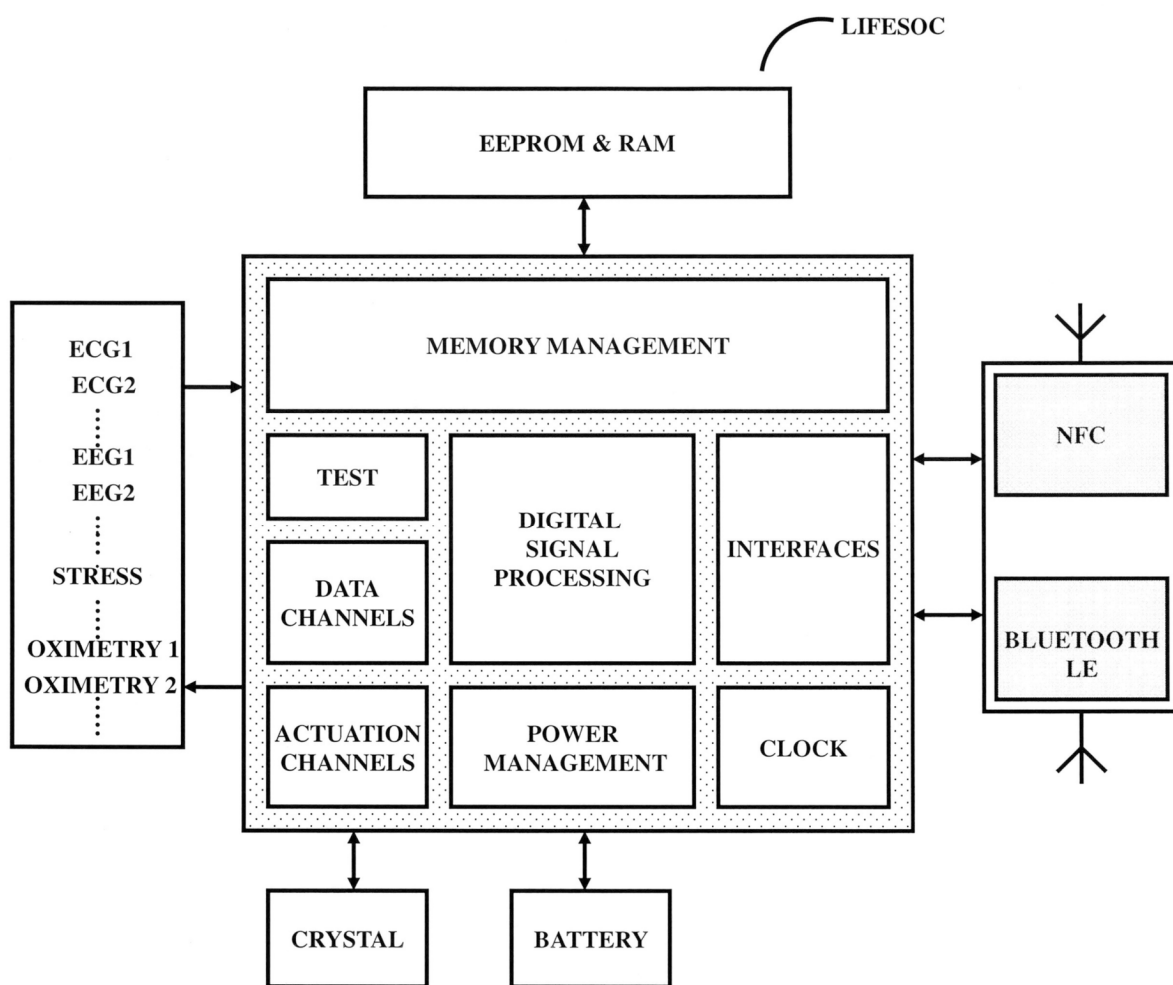 LIFESOC
EEPROM & RAM
MEMORY MANAGEMENT
ECG1
ECG2
EEG1
EEG2
STRESS
OXIMETRY 1
OXIMETRY 2
TEST
DATA
CHANNELS
ACTUATION
CHANNELS
DIGITAL
SIGNAL
PROCESSING
POWER
MANAGEMENT
INTERFACES
CLOCK
NFC
BLUETOOTH
LE
CRYSTAL
BATTERY